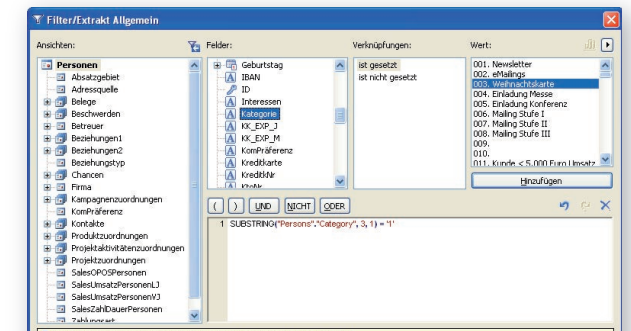 Filter/Extrakt Allgemein
Ansichten:
Personen
Absatzgebiet
Adressquelle
Belege
Beschwerden
Betreuer
Beziehungen1
Beziehungen2
Beziehungstyp
Chancen
Firma
Kampagnenzuordnungen
KomPräferenz
Kontakte
Produktzuordnungen
Projektaktivitätenzuordnungen
Projektzuordnungen
SalesOPOSPersonen
SalesUmsatzPersonenLJ
SalesUmsatzPersonenVJ
SalesZahlDauerPersonen
Zahlungsart
Felder:
Geburtstag
IBAN
ID
Interessen
Kategorie
KK_EXP_J
KK_EXP_M
KomPräferenz
Kreditkarte
KreditkNr
KtoNr
Verknüpfungen:
ist gesetzt
ist nicht gesetzt
Wert:
001. Newsletter
002. eMailings
003. Weihnachtskarte
004. Einladung Messe
005. Einladung Konferenz
006. Mailing Stufe I
007. Mailing Stufe II
008. Mailing Stufe III
009.
010.
011. Kunde < 5.000 Euro Umsatz
Hinzufügen
( ) UND NICHT ODER
1 SUBSTRING("Persons"."Category", 3, 1) = '1'